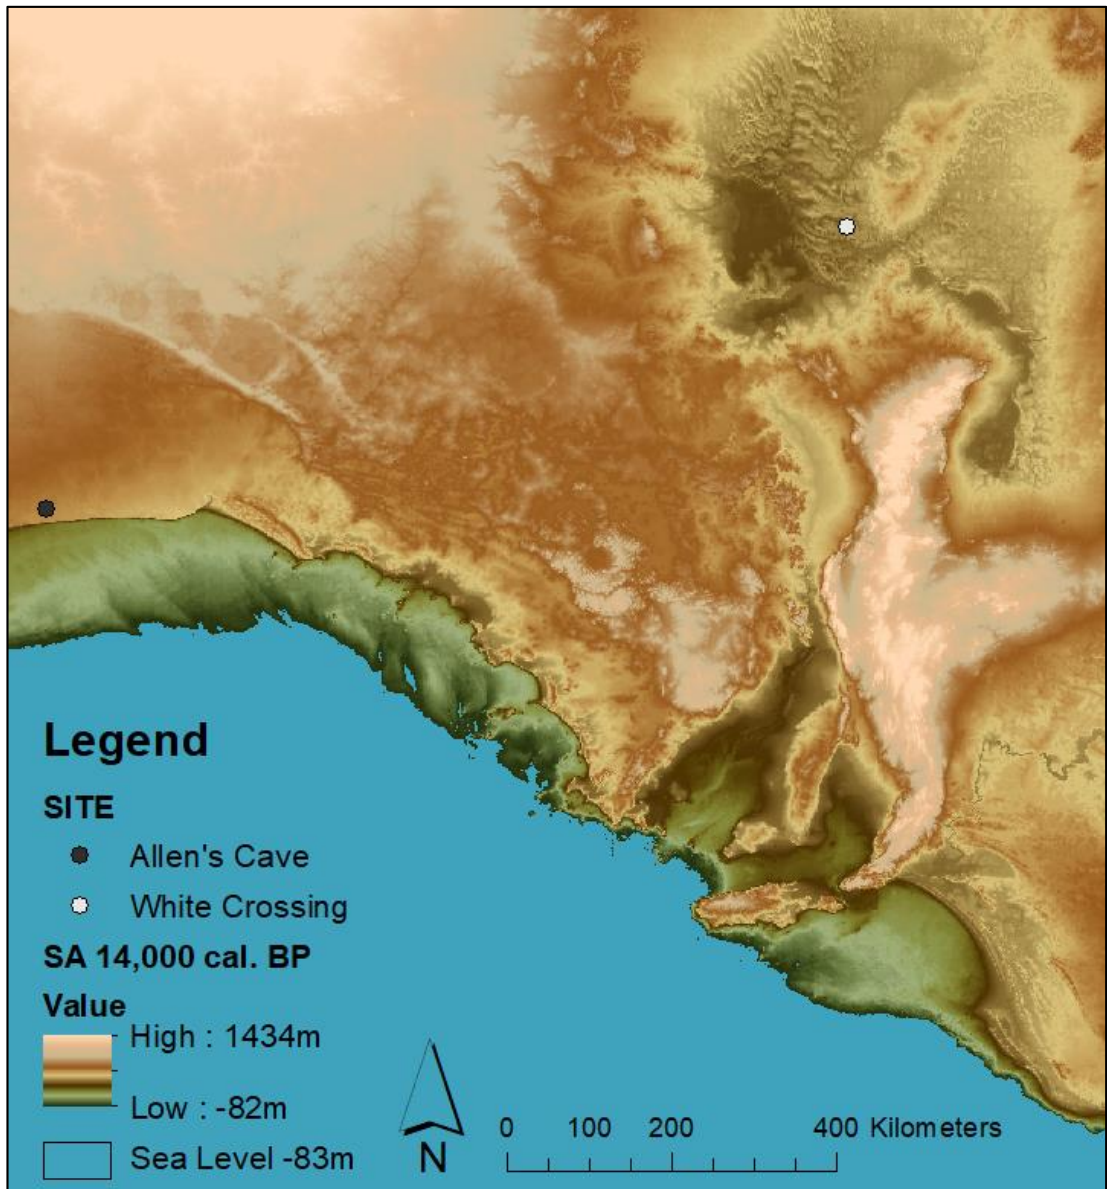 Legend
SITE
Allen's Cave
White Crossing
SA 14,000 cal. BP
Value
High : 1434m
Low : -82m
Sea Level -83m
N
0 100 200 400 Kilometers